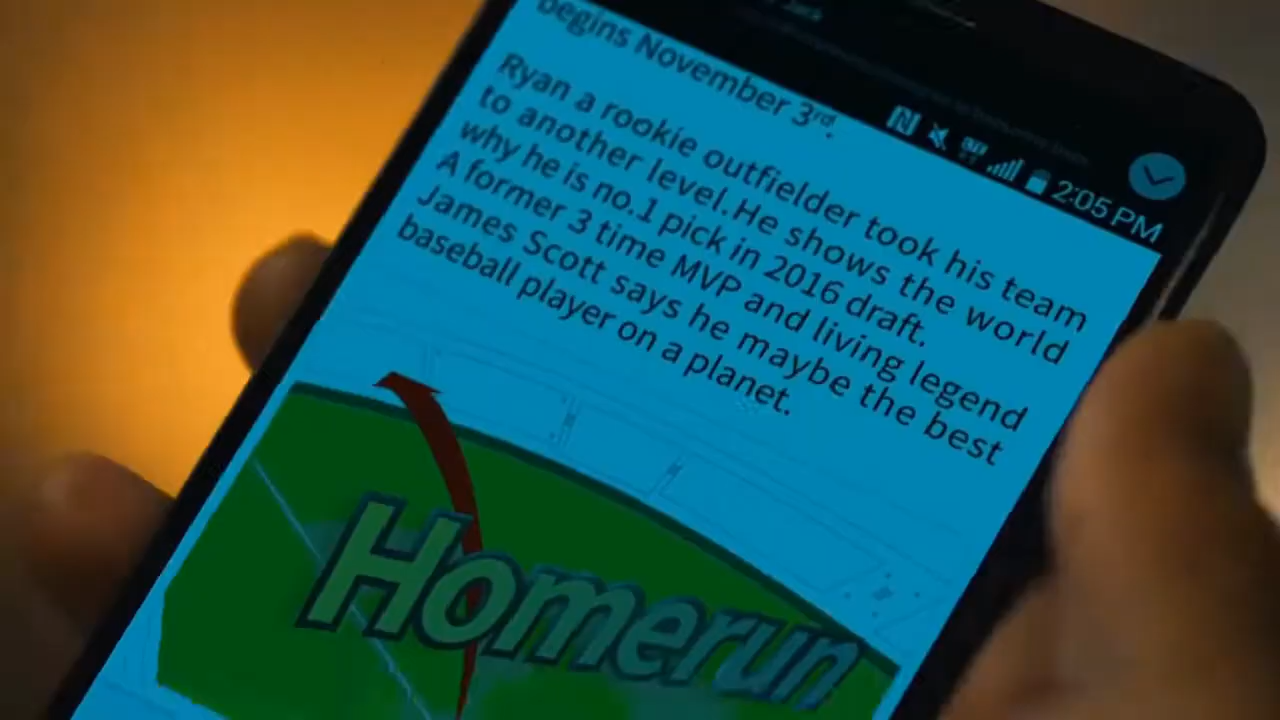 begins November 3rd.
2:05 PM
Ryan a rookie outfielder took his team
to another level.He shows the world
why he is no.1 pick in 2016 draft.
A former 3 time MVP and living legend
James Scott says he maybe the best
baseball player on a planet.
Homerun